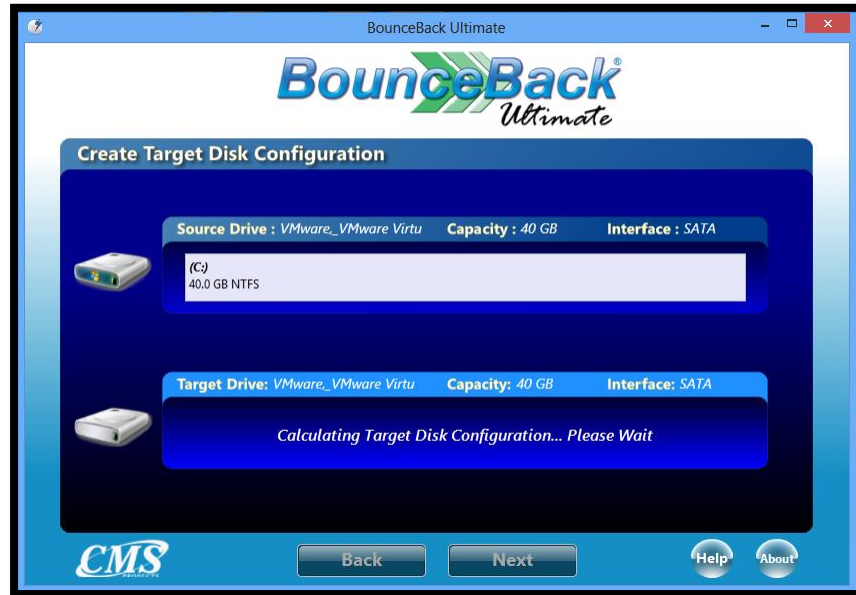 BounceBack Ultimate
BounceBack®
Ultimate
Create Target Disk Configuration
Source Drive : VMware,_VMware Virtu Capacity : 40 GB Interface : SATA
(C:)
40.0 GB NTFS
Target Drive: VMware,_VMware Virtu Capacity: 40 GB Interface: SATA
Calculating Target Disk Configuration... Please Wait
CMS
PRODUCTS
Back Next Help About